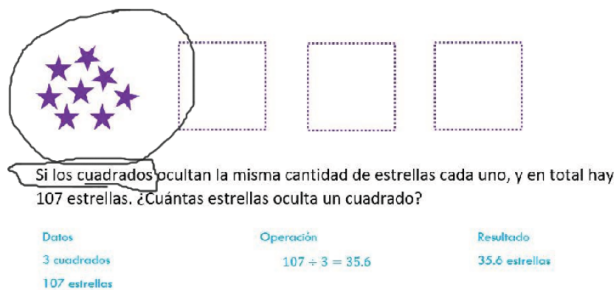 Si los cuadrados ocultan la misma cantidad de estrellas cada uno, y en total hay
107 estrellas. ¿Cuántas estrellas oculta un cuadrado?
Datos
Operación
Resultado
3 cuadrados
107 ÷ 3 = 35.6
35.6 estrellas
107 estrellas